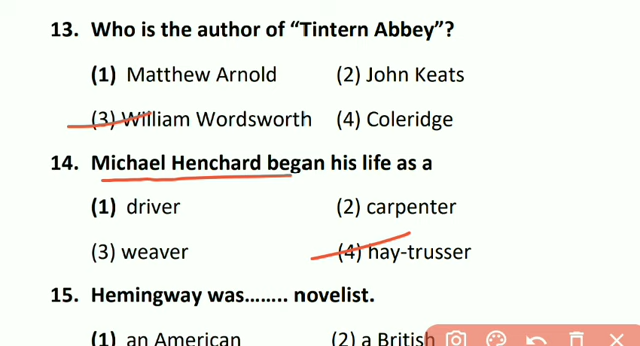 13. Who is the author of “Tintern Abbey”?
(1) Matthew Arnold (2) John Keats
(3) William Wordsworth (4) Coleridge
14. Michael Henchard began his life as a
(1) driver (2) carpenter
(3) weaver (4) hay-trusser
15. Hemingway was........ novelist.
(1) an American (2) a British